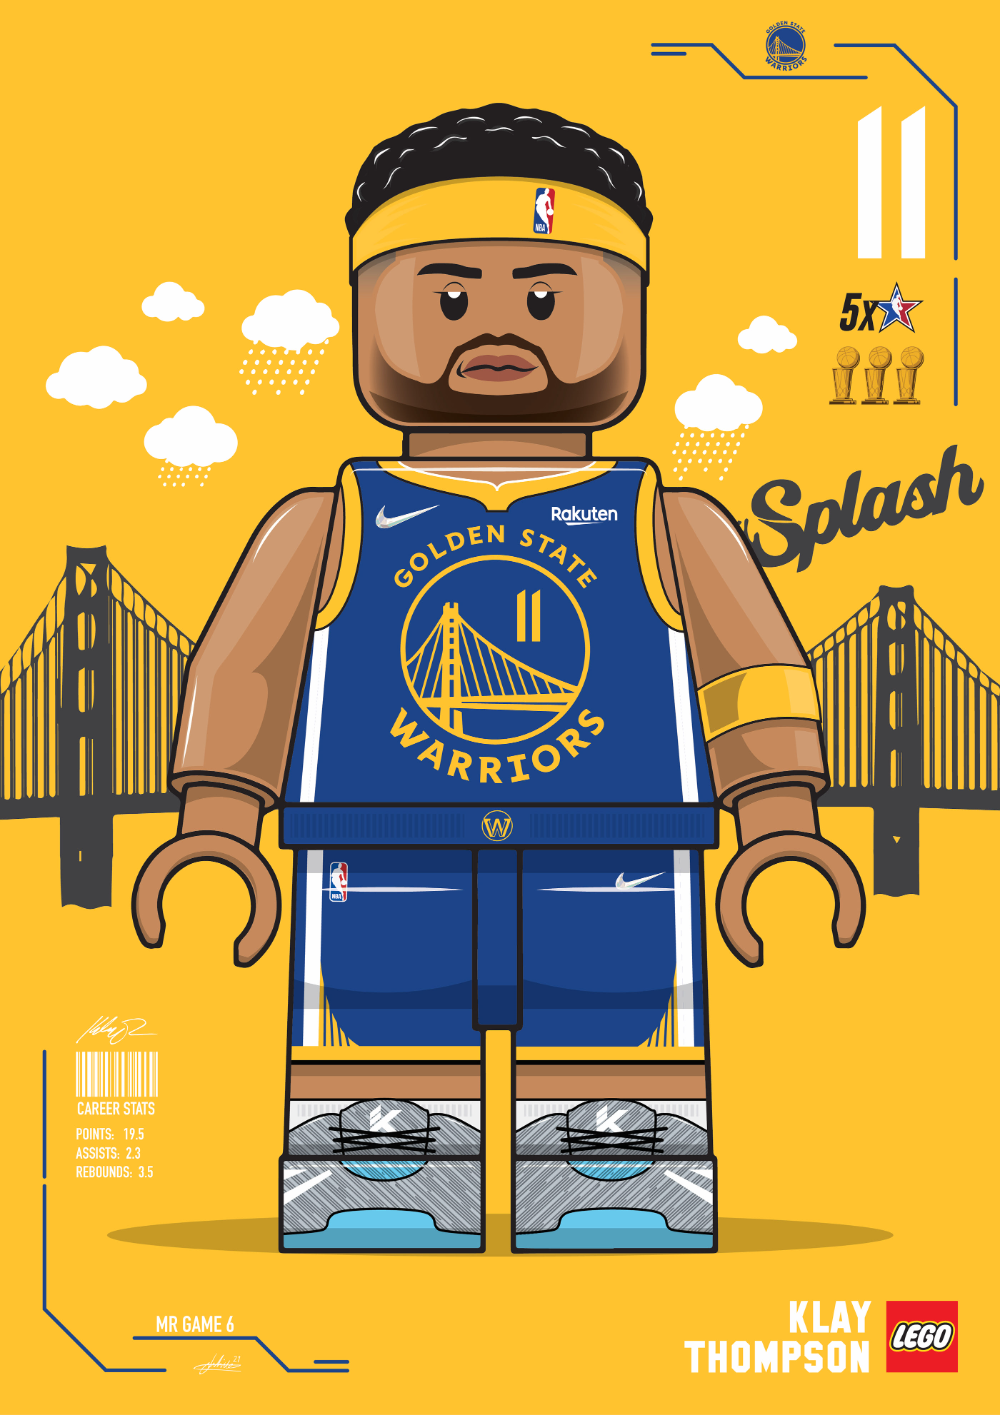 GOLDEN STATE
WARRIORS
11
NBA
5x
Splash
Rakuten
GOLDEN STATE
11
WARRIORS
W
NBA
K
K
CAREER STATS
POINTS: 19.5
ASSISTS: 2.3
REBOUNDS: 3.5
MR GAME 6
KLAY
THOMPSON
LEGO